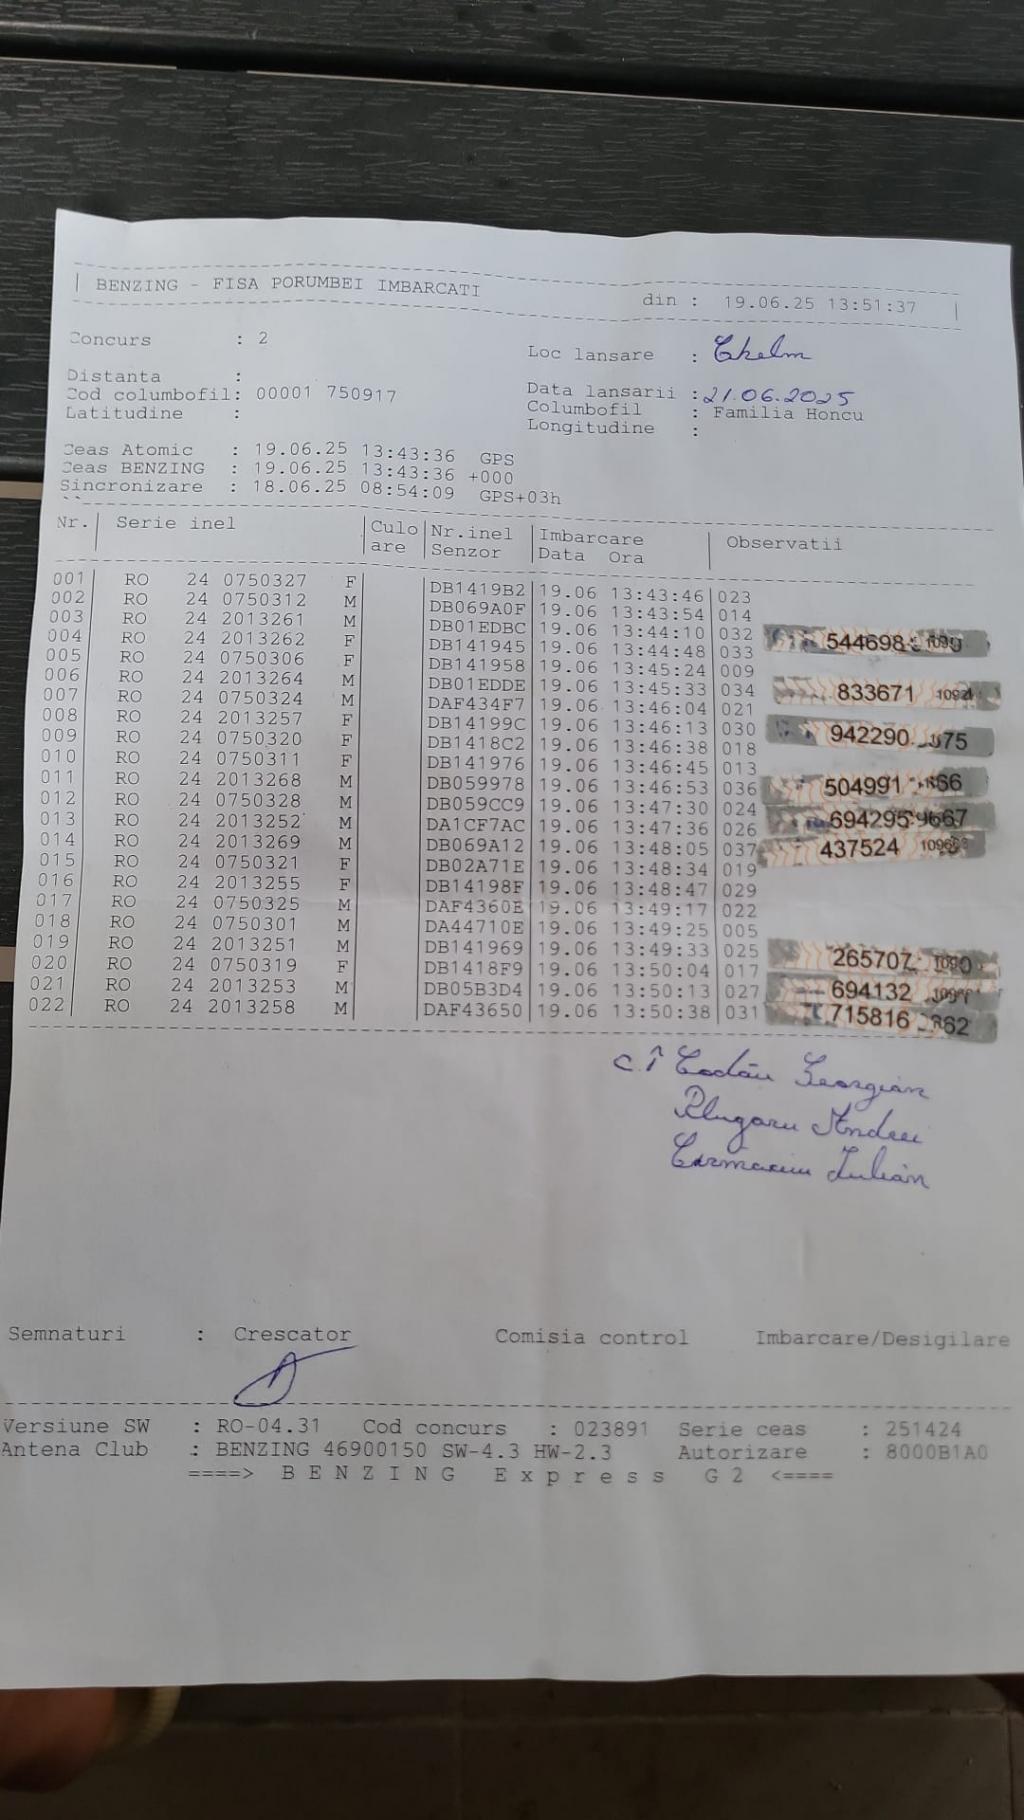 BENZING - FISA PORUMBEI IMBARCATI din : 19.06.25 13:51:37
Concurs : 2 Loc lansare : Chelm
Distanta :
Cod columbofil: 00001 750917 Data lansarii : 21.06.2025
Latitudine : Columbofil : Familia Honcu
Longitudine :
Ceas Atomic : 19.06.25 13:43:36 GPS
Ceas BENZING : 19.06.25 13:43:36 +000
Sincronizare : 18.06.25 08:54:09 GPS+03h
Nr.| Serie inel |Culo|Nr.inel |Imbarcare | Observatii
|are |Senzor |Data Ora |
001| RO 24 0750327 F| |DB1419B2|19.06 13:43:46|023
002| RO 24 0750312 M| |DB069A0F|19.06 13:43:54|014
003| RO 24 2013261 M| |DB01EDBC|19.06 13:44:10|032 544698
004| RO 24 2013262 F| |DB141945|19.06 13:44:48|033
005| RO 24 0750306 F| |DB141958|19.06 13:45:24|009
006| RO 24 2013264 M| |DB01EDDE|19.06 13:45:33|034 833671
007| RO 24 0750324 M| |DAF434F7|19.06 13:46:04|021
008| RO 24 2013257 F| |DB14199C|19.06 13:46:13|030 942290
009| RO 24 0750320 F| |DB1418C2|19.06 13:46:38|018
010| RO 24 0750311 F| |DB141976|19.06 13:46:45|013
011| RO 24 2013268 M| |DB059978|19.06 13:46:53|036 504991
012| RO 24 0750328 M| |DB059CC9|19.06 13:47:30|024
013| RO 24 2013252 M| |DA1CF7AC|19.06 13:47:36|026 694295
014| RO 24 2013269 M| |DB069A12|19.06 13:48:05|037 437524
015| RO 24 0750321 F| |DB02A71E|19.06 13:48:34|019
016| RO 24 2013255 F| |DB14198F|19.06 13:48:47|029
017| RO 24 0750325 M| |DAF4360E|19.06 13:49:17|022
018| RO 24 0750301 M| |DA44710E|19.06 13:49:25|005
019| RO 24 2013251 M| |DB141969|19.06 13:49:33|025 265707
020| RO 24 0750319 F| |DB1418F9|19.06 13:50:04|017
021| RO 24 2013253 M| |DB05B3D4|19.06 13:50:13|027 694132
022| RO 24 2013258 M| |DAF43650|19.06 13:50:38|031 715816
C.Î Georgian
Plugaru Andrei
Iulian
Semnaturi : Crescator Comisia control Imbarcare/Desigilare
Versiune SW : RO-04.31 Cod concurs : 023891 Serie ceas : 251424
Antena Club : BENZING 46900150 SW-4.3 HW-2.3 Autorizare : 8000B1A0
====> B E N Z I N G E x p r e s s G 2 <====